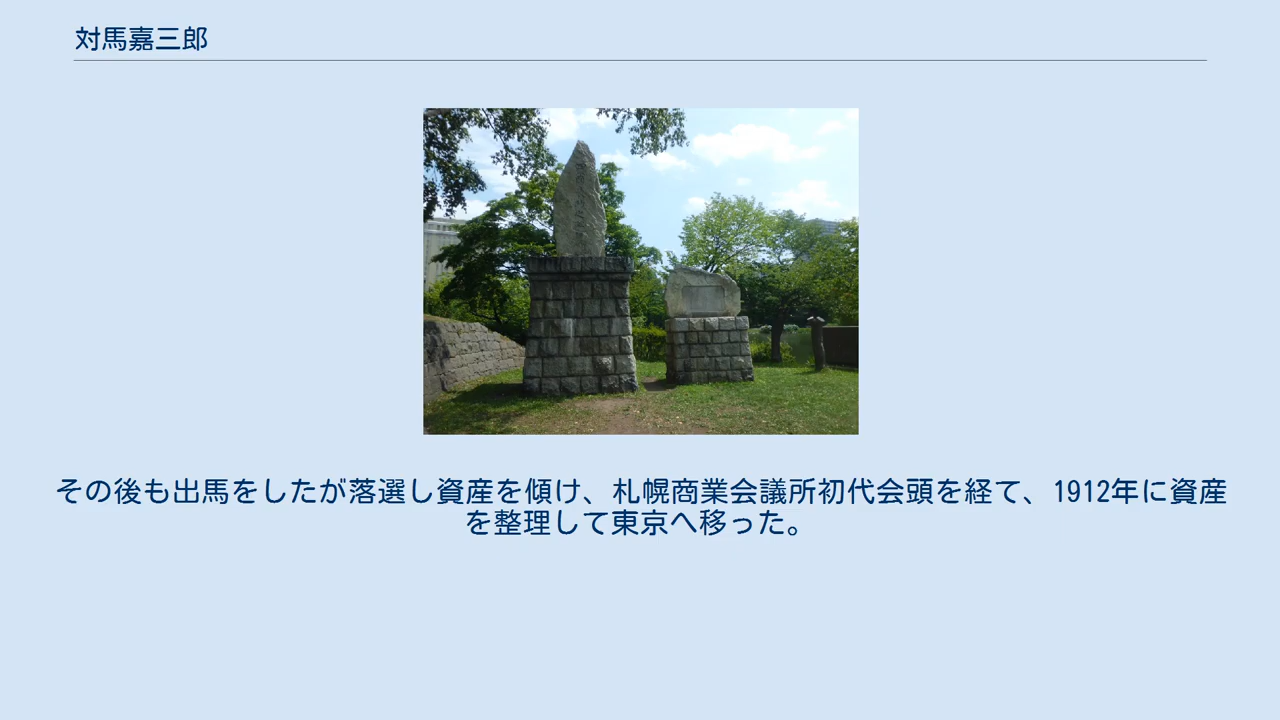 対馬嘉三郎
その後も出馬をしたが落選し資産を傾け、札幌商業会議所初代会頭を経て、1912年に資産
を整理して東京へ移った。